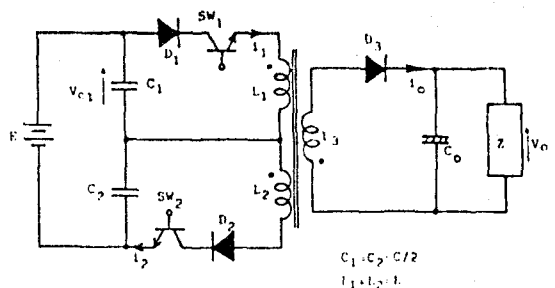 SW₁
D₁
i₁
D₃
i₀
Vc1
C₁
L₁
E
L₃
C₀
Z
V₀
C₂
SW₂
L₂
D₂
i₂
C₁=C₂=C/2